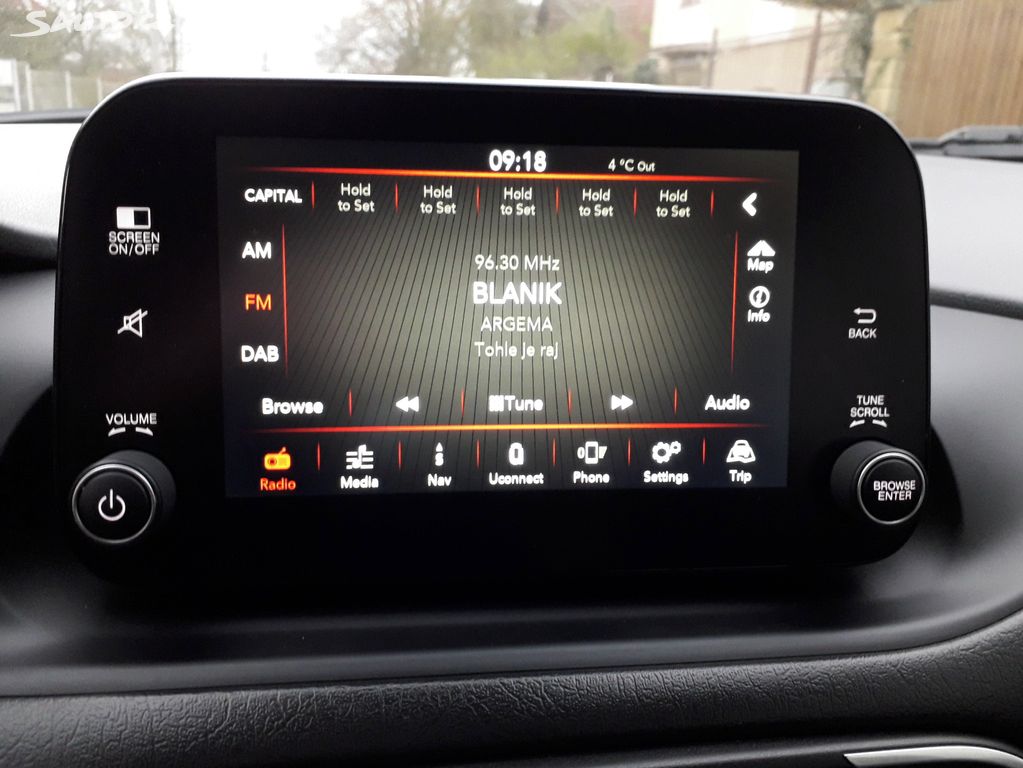 09:18 4 °C Out
CAPITAL Hold to Set Hold to Set Hold to Set Hold to Set Hold to Set
SCREEN
ON/OFF
AM
FM
DAB
96.30 MHz
BLANIK
ARGEMA
Tohle je raj
Map
Info
BACK
Browse Tune Audio
VOLUME
TUNE
SCROLL
Radio Media Nav Uconnect Phone Settings Trip
BROWSE
ENTER